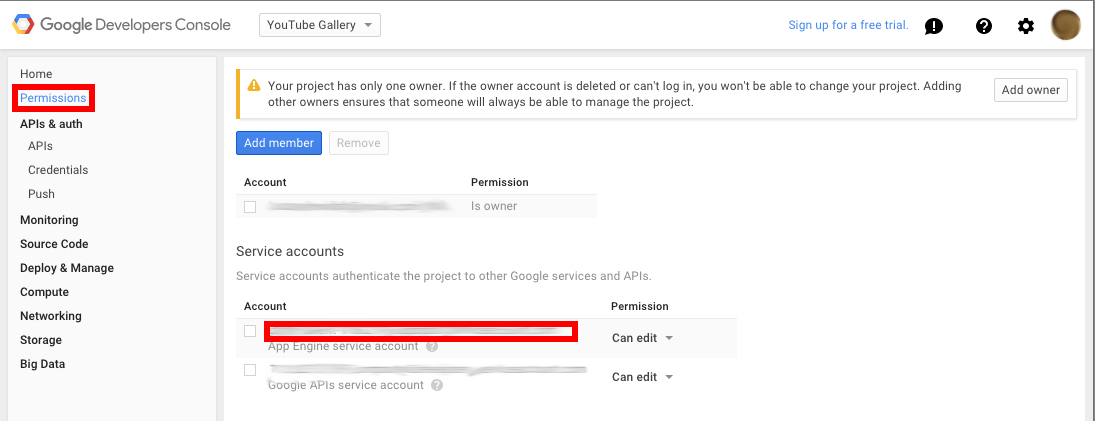 Google Developers Console
YouTube Gallery
Sign up for a free trial.
Home
Permissions
APIs & auth
APIs
Credentials
Push
Monitoring
Source Code
Deploy & Manage
Compute
Networking
Storage
Big Data
Your project has only one owner. If the owner account is deleted or can't log in, you won't be able to change your project. Adding
other owners ensures that someone will always be able to manage the project.
Add owner
Add member
Remove
Account
Permission
Is owner
Service accounts
Service accounts authenticate the project to other Google services and APIs.
Account
Permission
App Engine service account
Can edit
Google APIs service account
Can edit